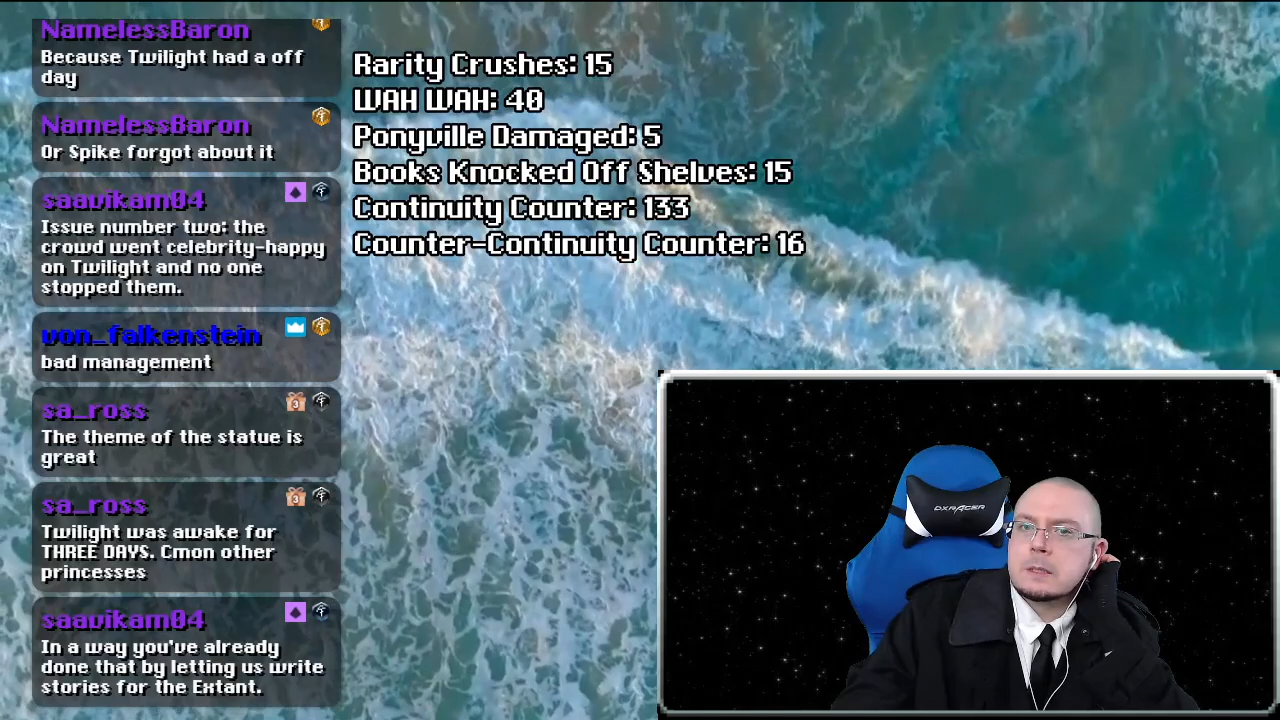 NamelessBaron
Because Twilight had a off
day
NamelessBaron
Or Spike forgot about it
saavikam04
Issue number two: the
crowd went celebrity-happy
on Twilight and no one
stopped them.
von_falkenstein
bad management
sa_ross
The theme of the statue is
great
sa_ross
Twilight was awake for
THREE DAYS. Cmon other
princesses
saavikam04
In a way you've already
done that by letting us write
stories for the Extant.
Rarity Crushes: 15
WAH WAH: 40
Ponyville Damaged: 5
Books Knocked Off Shelves: 15
Continuity Counter: 133
Counter-Continuity Counter: 16
DXRACER